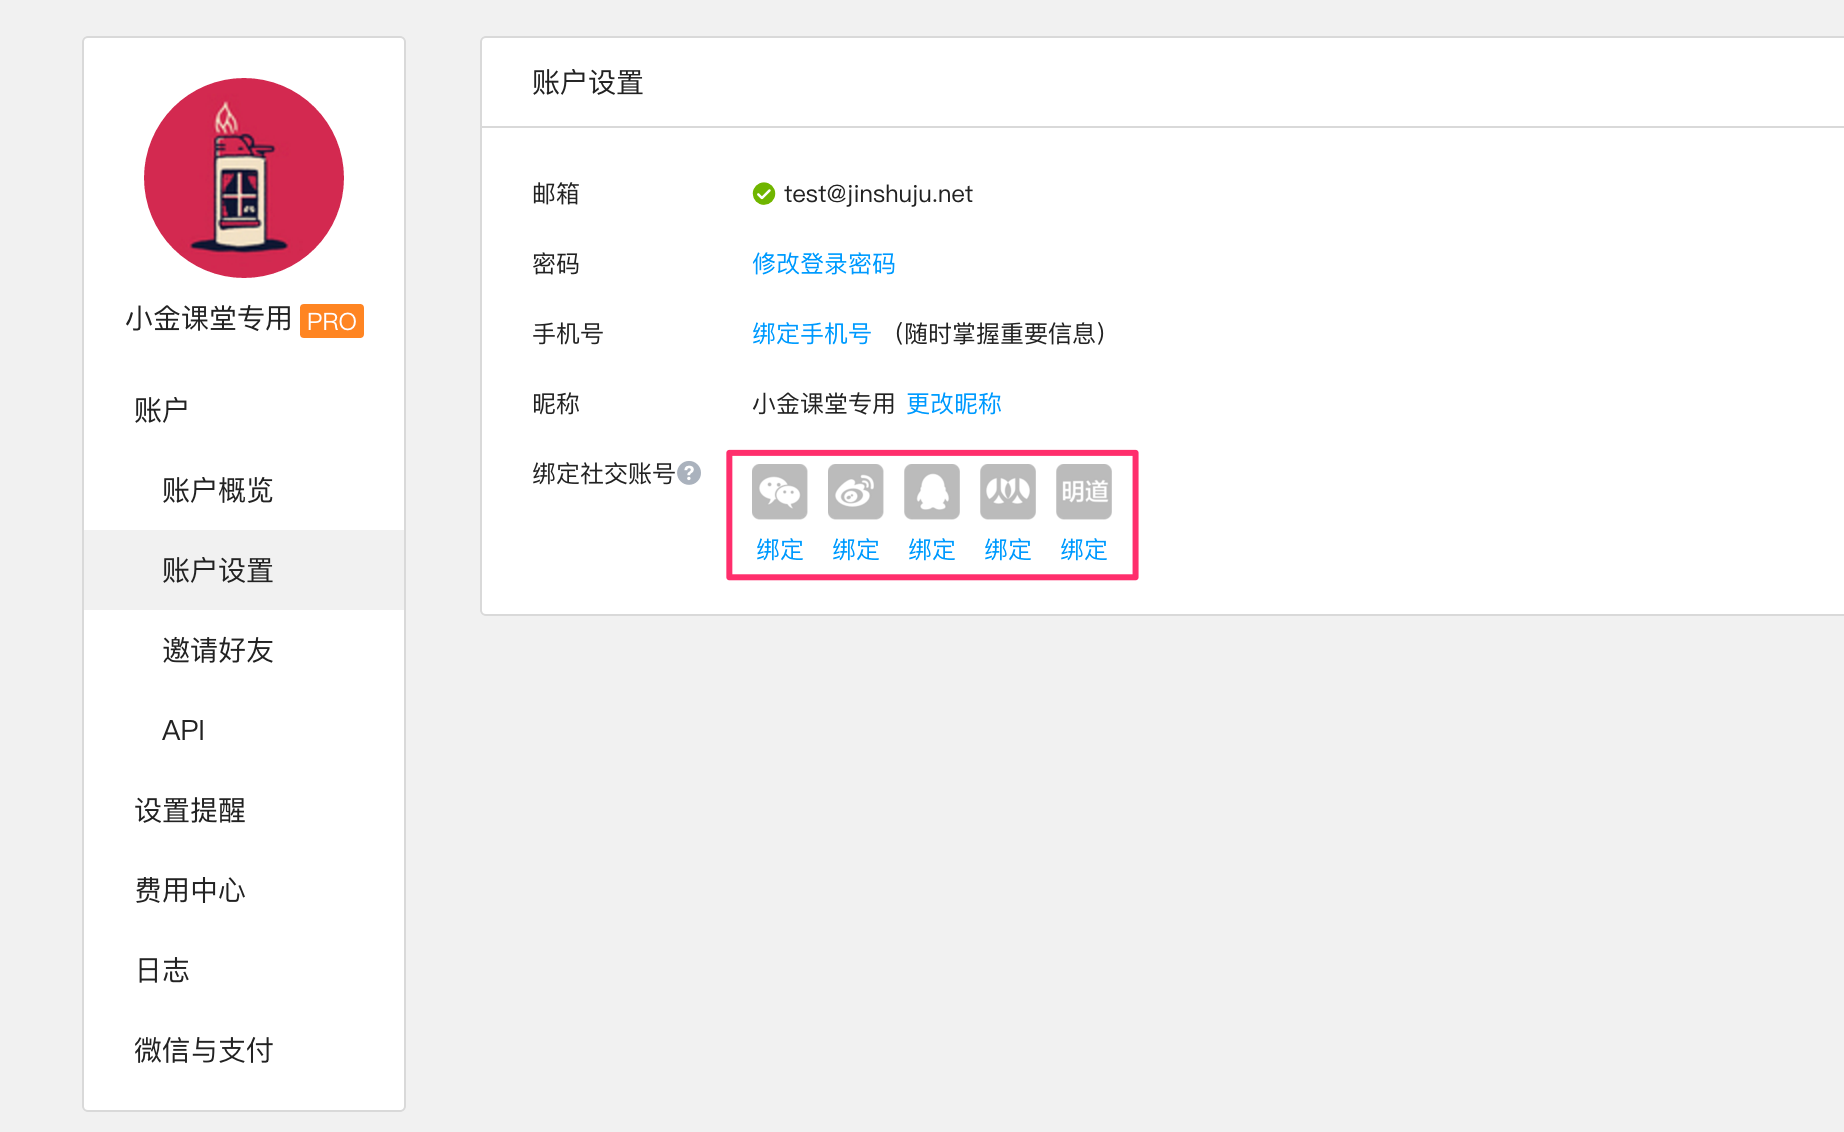 小金课堂专用 PRO
账户
账户概览
账户设置
邀请好友
API
设置提醒
费用中心
日志
微信与支付
账户设置
邮箱 test@jinshuju.net
密码 修改登录密码
手机号 绑定手机号 （随时掌握重要信息）
昵称 小金课堂专用 更改昵称
绑定社交账号 ? 明道
绑定 绑定 绑定 绑定 绑定